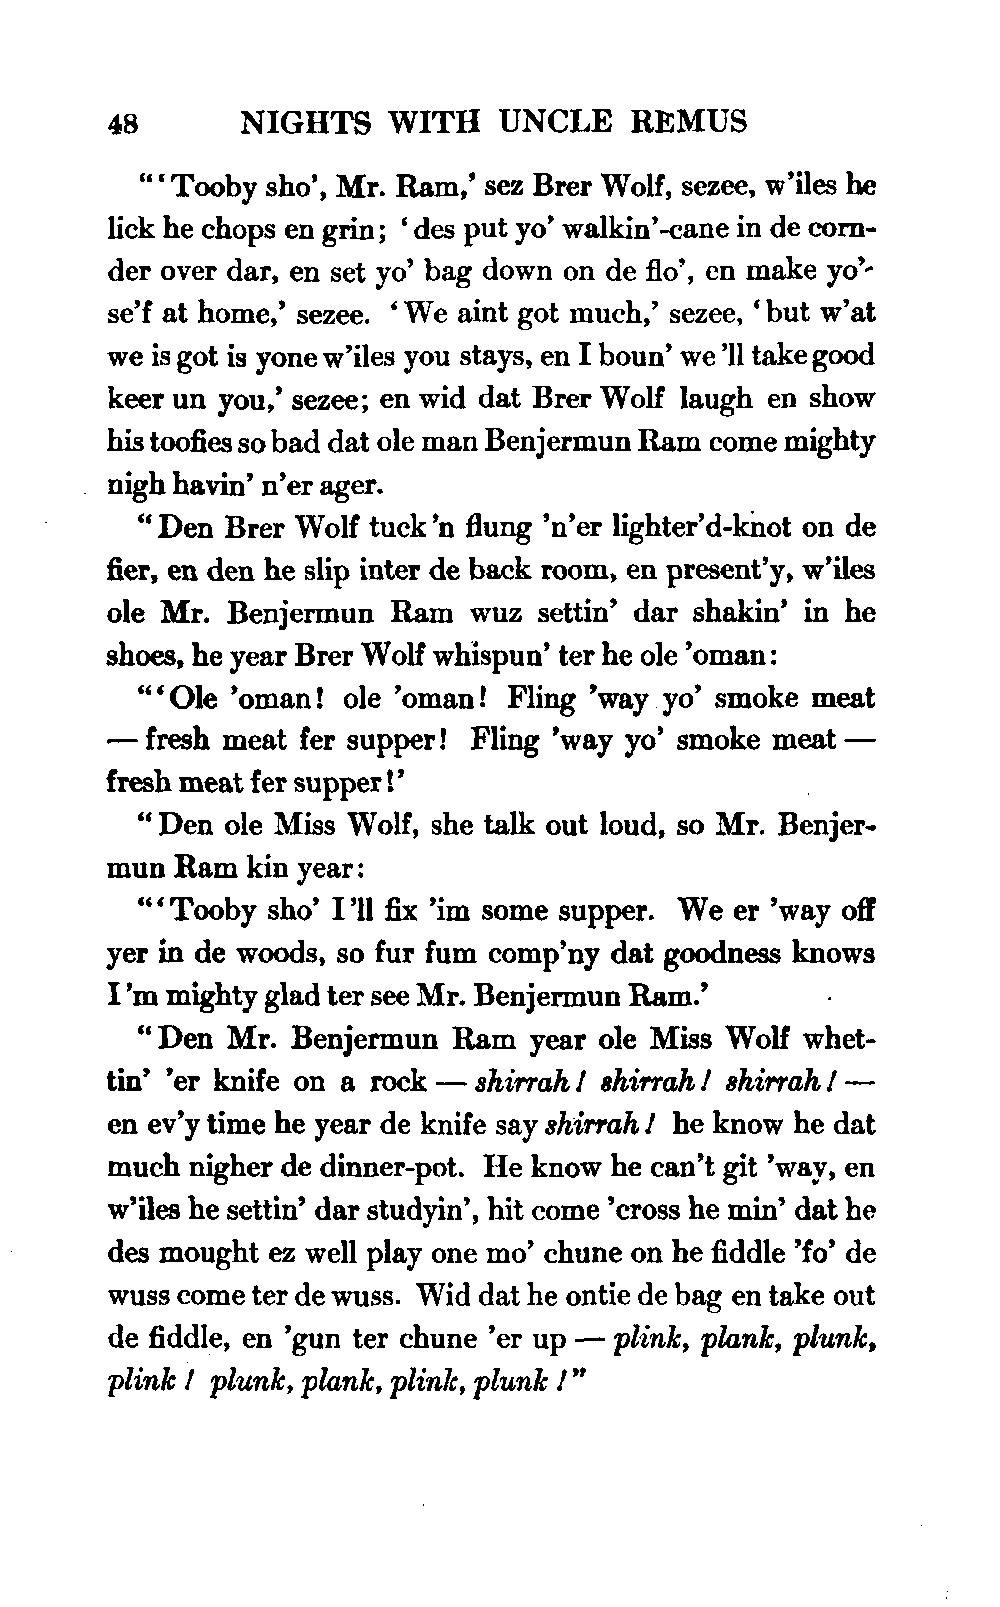 48 NIGHTS WITH UNCLE REMUS
“‘Tooby sho’, Mr. Ram,’ sez Brer Wolf, sezee, w’iles he
lick he chops en grin; ‘des put yo’ walkin’-cane in de corn-
der over dar, en set yo’ bag down on de flo’, en make yo’-
se’f at home,’ sezee. ‘We aint got much,’ sezee, ‘but w’at
we is got is yone w’iles you stays, en I boun’ we ’ll take good
keer un you,’ sezee; en wid dat Brer Wolf laugh en show
his toofies so bad dat ole man Benjermun Ram come mighty
nigh havin’ n’er ager.
“Den Brer Wolf tuck ’n flung ’n’er lighter’d-knot on de
fier, en den he slip inter de back room, en present’y, w’iles
ole Mr. Benjermun Ram wuz settin’ dar shakin’ in he
shoes, he year Brer Wolf whispun’ ter he ole ’oman:
“‘Ole ’oman! ole ’oman! Fling ’way yo’ smoke meat
— fresh meat fer supper! Fling ’way yo’ smoke meat —
fresh meat fer supper!’
“Den ole Miss Wolf, she talk out loud, so Mr. Benjer-
mun Ram kin year:
“‘Tooby sho’ I ’ll fix ’im some supper. We er ’way off
yer in de woods, so fur fum comp’ny dat goodness knows
I ’m mighty glad ter see Mr. Benjermun Ram.’
“Den Mr. Benjermun Ram year ole Miss Wolf whet-
tin’ ’er knife on a rock — shirrah! shirrah! shirrah! —
en ev’y time he year de knife say shirrah! he know he dat
much nigher de dinner-pot. He know he can’t git ’way, en
w’iles he settin’ dar studyin’, hit come ’cross he min’ dat he
des mought ez well play one mo’ chune on he fiddle ’fo’ de
wuss come ter de wuss. Wid dat he ontie de bag en take out
de fiddle, en ’gun ter chune ’er up — plink, plank, plunk,
plink! plunk, plank, plink, plunk!”